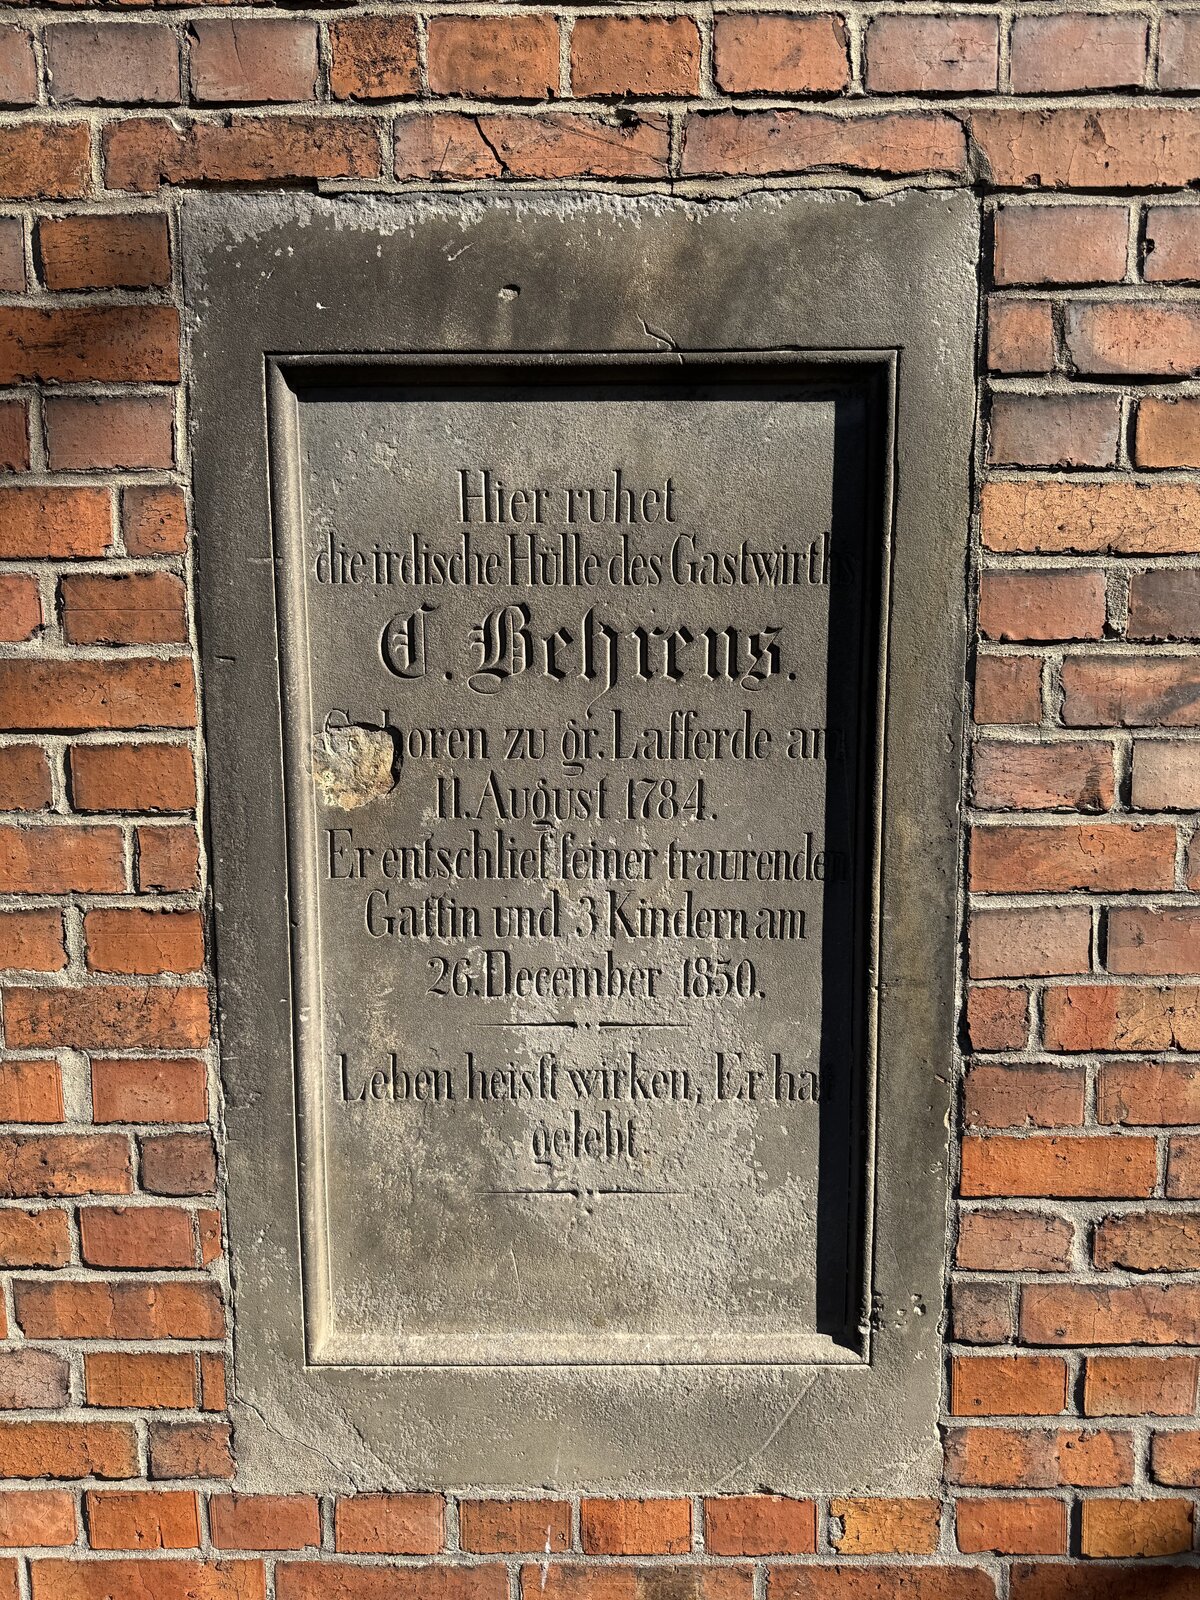 Hier ruhet
die irdische Hülle des Gastwirths
C. Behrens.
Geboren zu gr. Lafferde am
11. August 1784.
Er entschlief seiner traurenden
Gattin und 3 Kindern am
26. December 1850.
Leben heisst wirken, Er hat
gelebt.